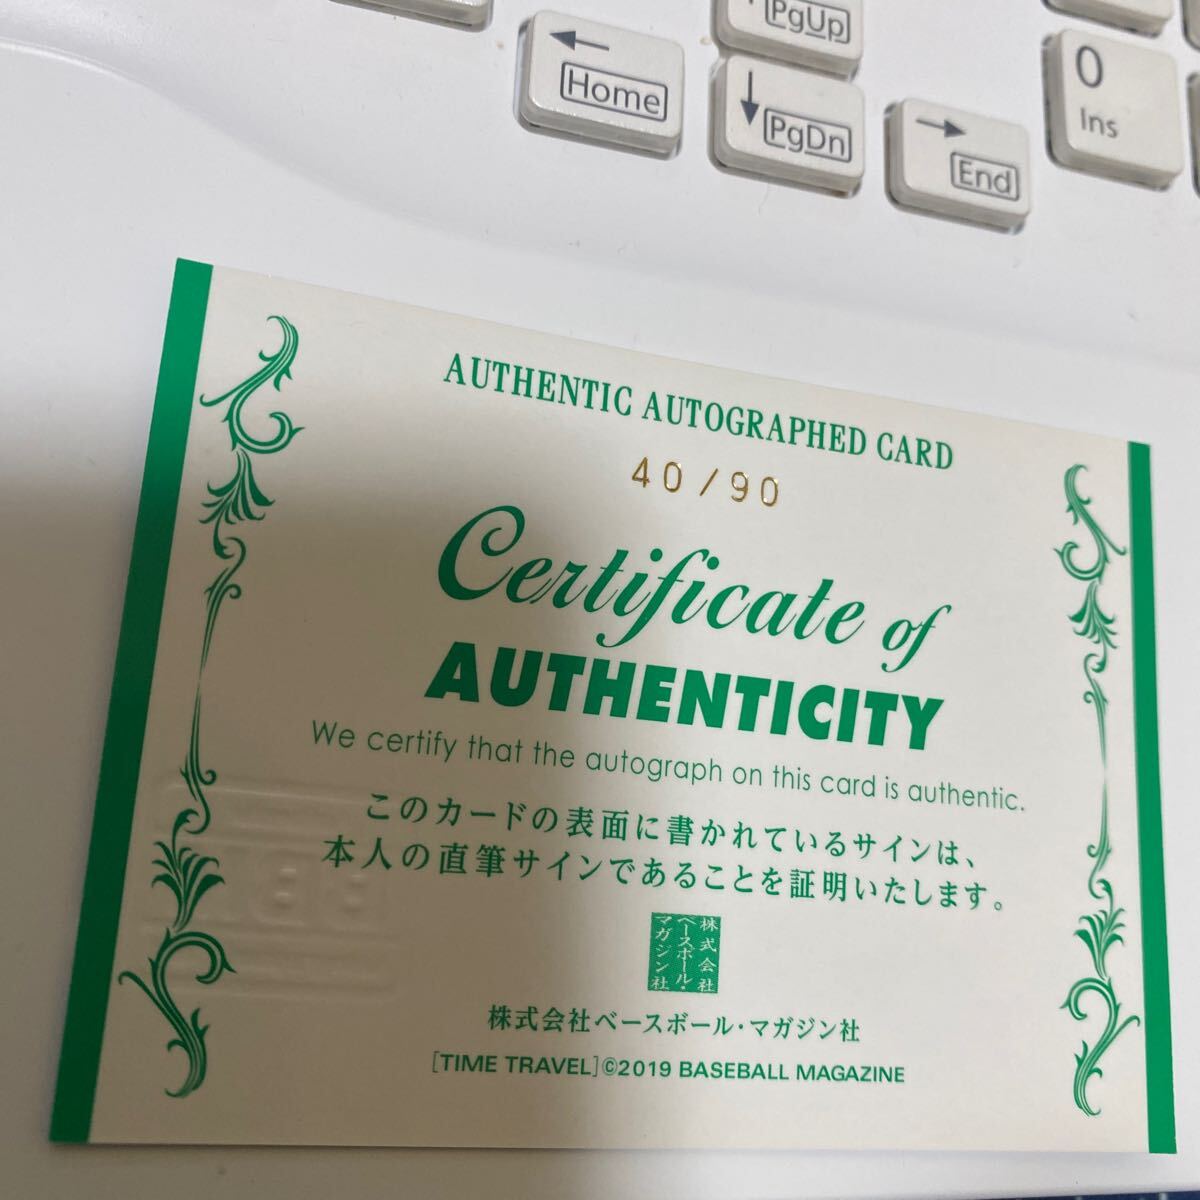 PgUp
← Home
↓ PgDn
→ End
0
Ins
AUTHENTIC AUTOGRAPHED CARD
40/90
Certificate of
AUTHENTICITY
We certify that the autograph on this card is authentic.
このカードの表面に書かれているサインは、
本人の直筆サインであることを証明いたします。
株式会社
ベースボール・
マガジン社
株式会社ベースボール・マガジン社
[TIME TRAVEL]©2019 BASEBALL MAGAZINE